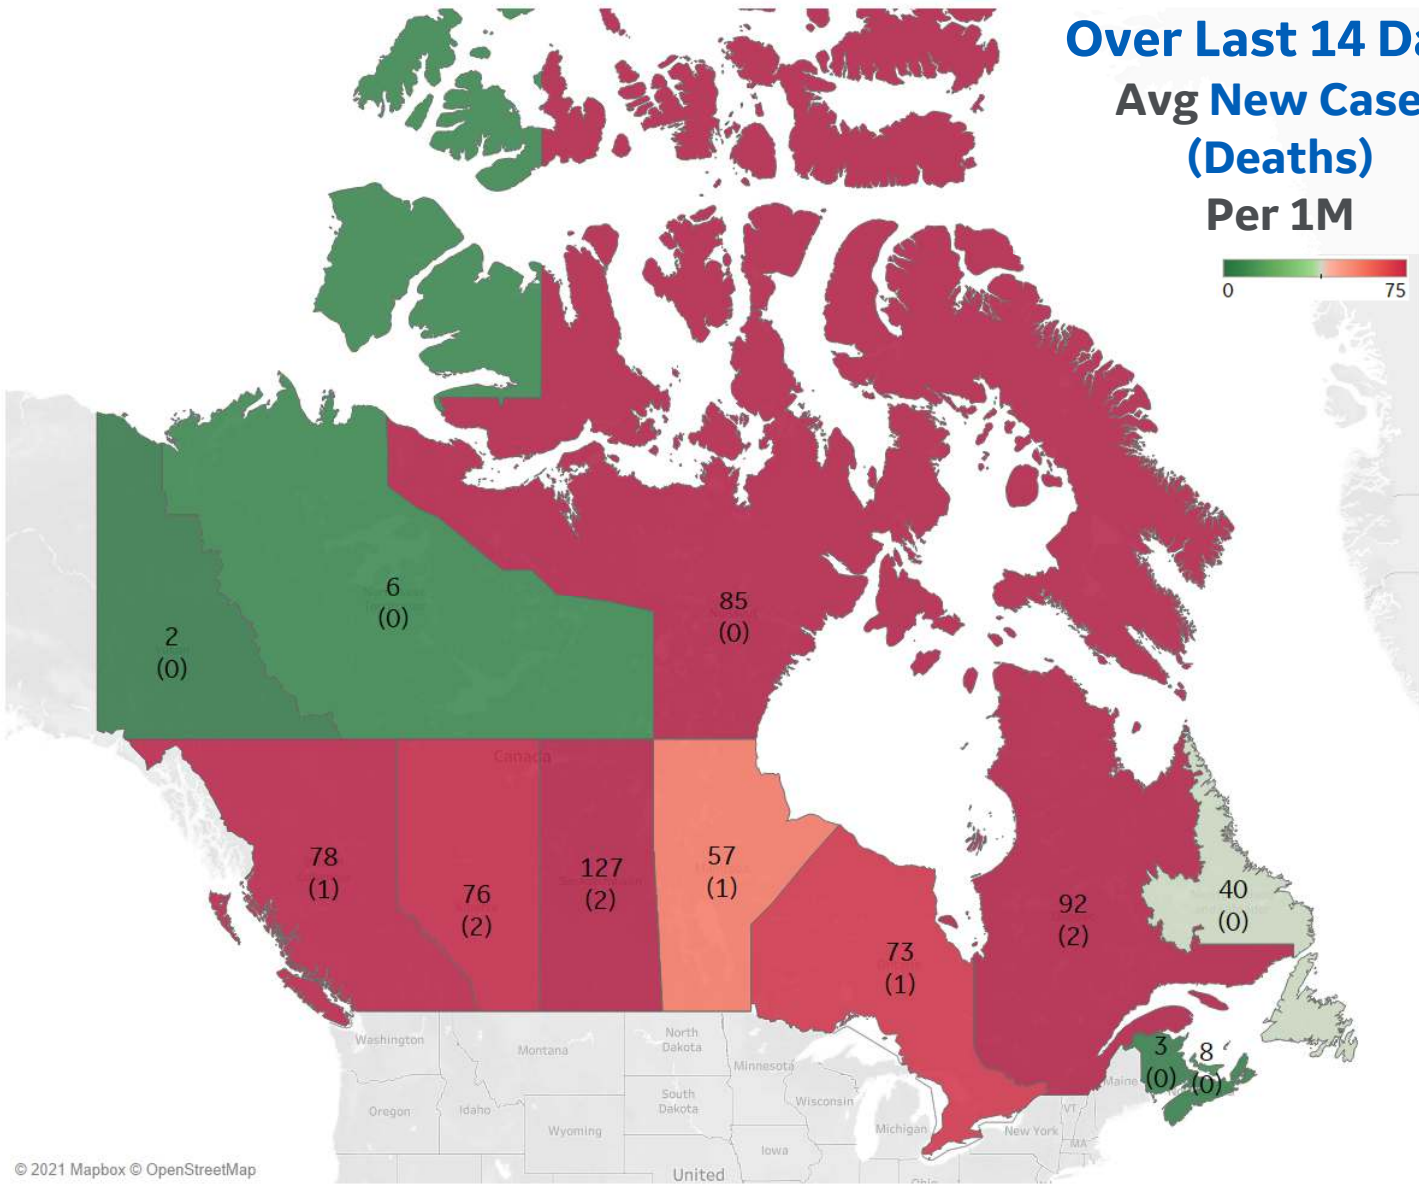 Over Last 14 Da
Avg New Case
(Deaths)
Per 1M
0 75
6
(0)
85
(0)
2
(0)
Canada
78
(1)
76
(2)
127
(2)
57
(1)
73
(1)
92
(2)
40
(0)
3
(0)
8
(0)
Washington
Montana
North
Dakota
Minnesota
Maine
Oregon
Idaho
South
Dakota
Wisconsin
Michigan
New York
VT
MA
Wyoming
Iowa
United
Ohio
© 2021 Mapbox © OpenStreetMap